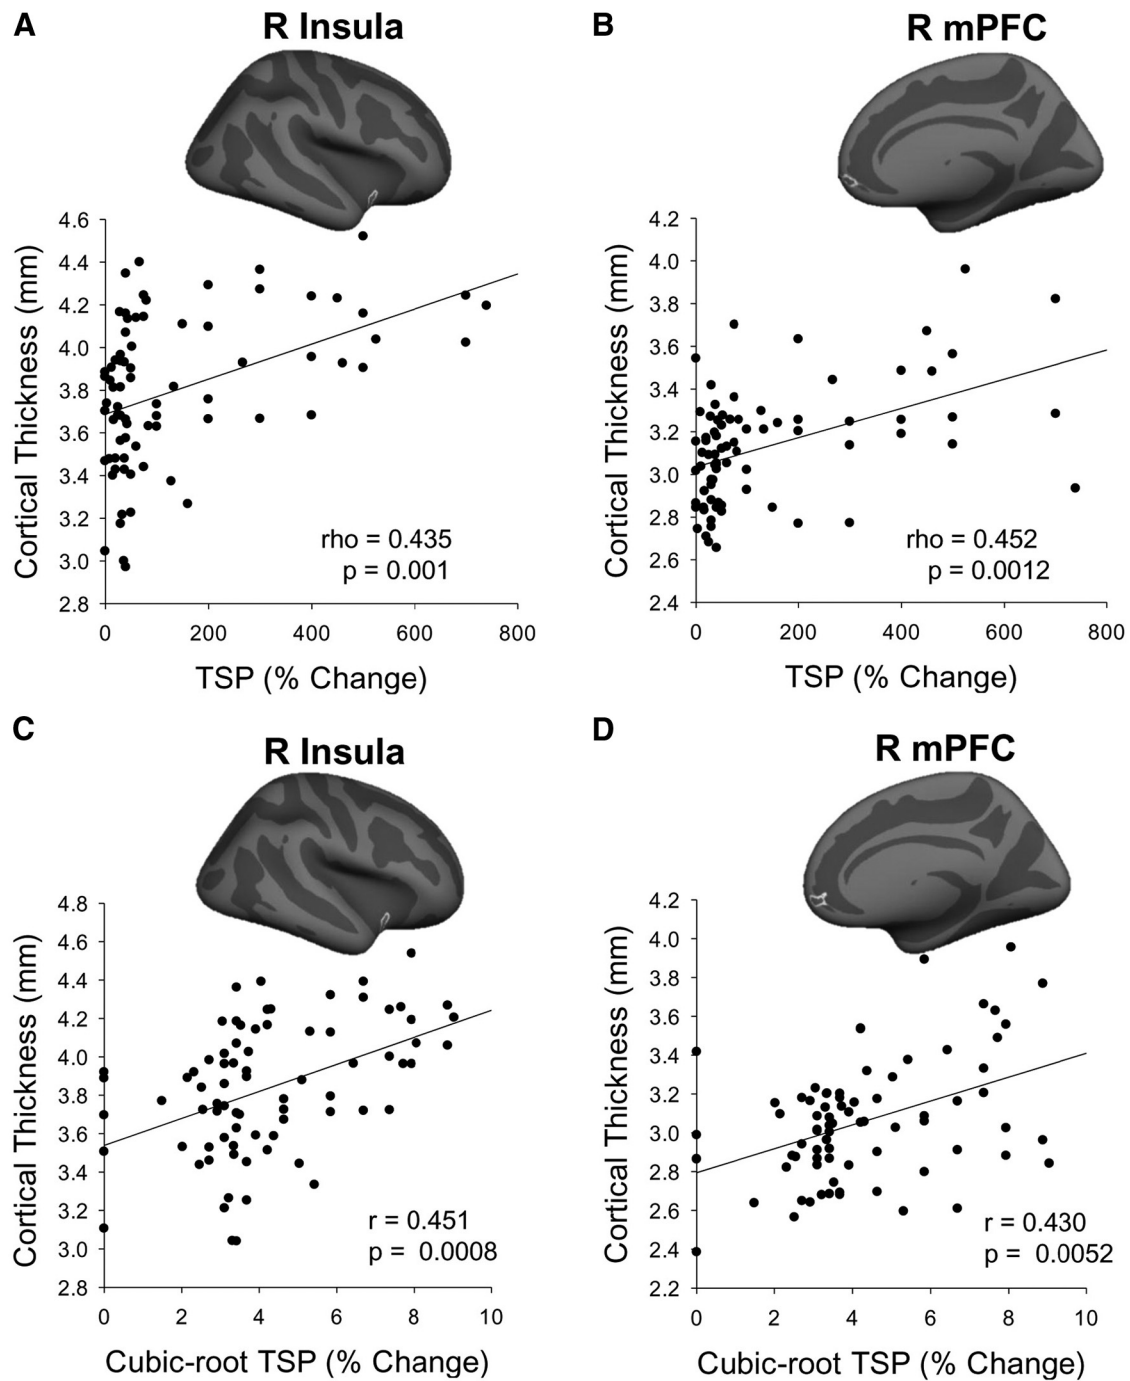 A
R Insula
B
R mPFC
Cortical Thickness (mm)
4.6
4.4
4.2
4.0
3.8
3.6
3.4
3.2
3.0
2.8
rho = 0.435
p = 0.001
0 200 400 600 800
TSP (% Change)
Cortical Thickness (mm)
4.2
4.0
3.8
3.6
3.4
3.2
3.0
2.8
2.6
2.4
rho = 0.452
p = 0.0012
0 200 400 600 800
TSP (% Change)
C
R Insula
D
R mPFC
Cortical Thickness (mm)
4.8
4.6
4.4
4.2
4.0
3.8
3.6
3.4
3.2
3.0
2.8
r = 0.451
p = 0.0008
0 2 4 6 8 10
Cubic-root TSP (% Change)
Cortical Thickness (mm)
4.2
4.0
3.8
3.6
3.4
3.2
3.0
2.8
2.6
2.4
2.2
r = 0.430
p = 0.0052
0 2 4 6 8 10
Cubic-root TSP (% Change)